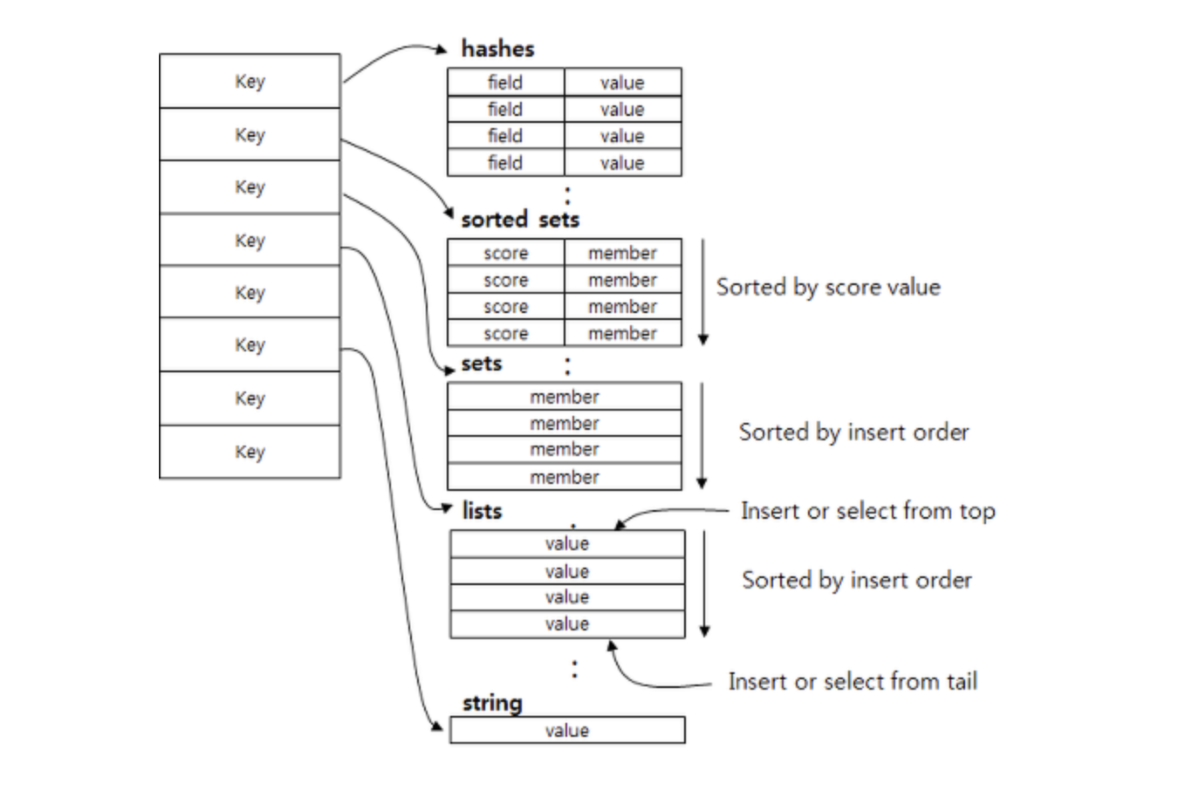 hashes
Key
field value
field value
Key
field value
field value
Key
sorted sets
Key
score member
score member
Sorted by score value
Key
score member
score member
Key
sets
member
Key
member
Sorted by insert order
Key
member
member
lists
Insert or select from top
value
value
Sorted by insert order
value
value
Insert or select from tail
string
value